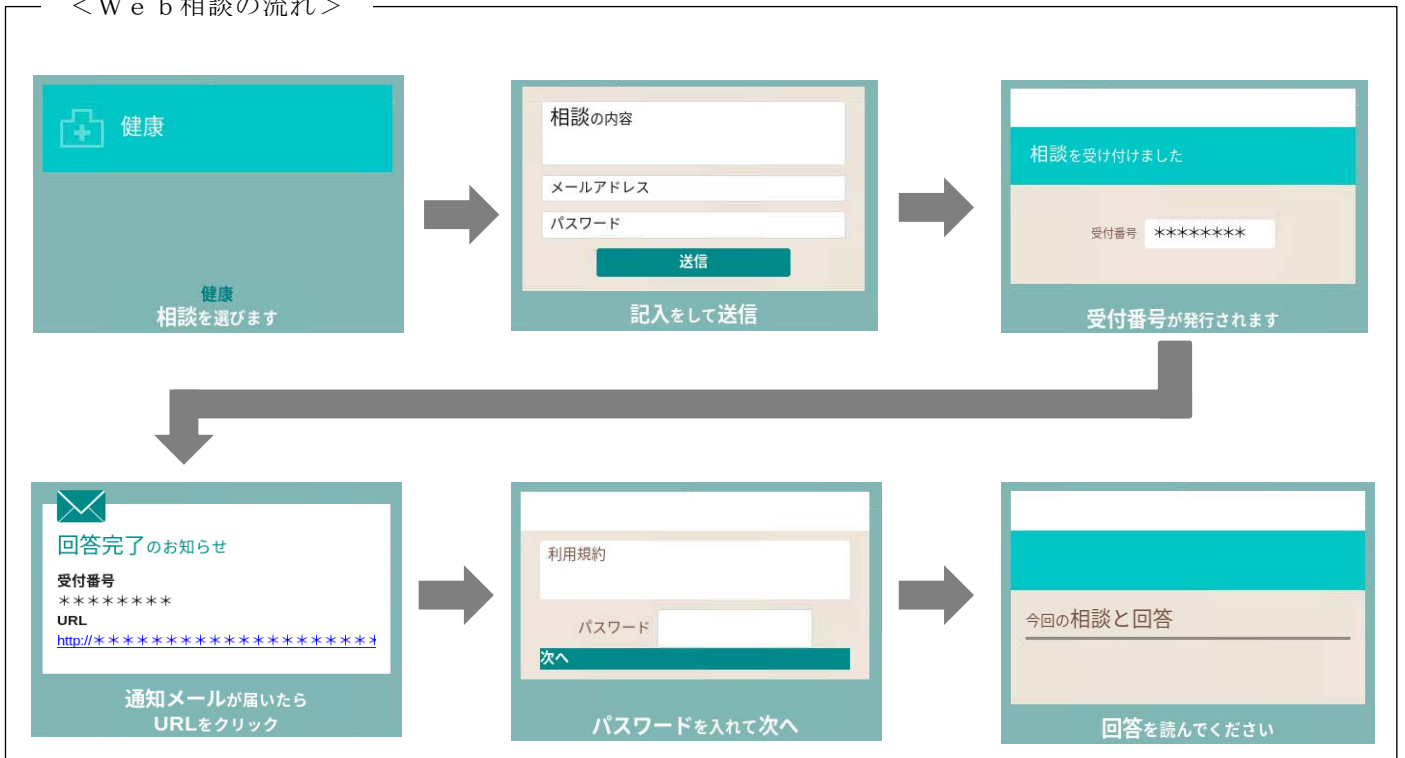 ＜Ｗｅｂ相談の流れ＞
健康
健康
相談を選びます
相談の内容
メールアドレス
パスワード
送信
記入をして送信
相談を受け付けました
受付番号 ********
受付番号が発行されます
回答完了のお知らせ
受付番号
＊＊＊＊＊＊＊＊
URL
http://＊＊＊＊＊＊＊＊＊＊＊＊＊＊＊＊＊＊＊＊
通知メールが届いたら
URLをクリック
利用規約
パスワード
次へ
パスワードを入れて次へ
今回の相談と回答
回答を読んでください